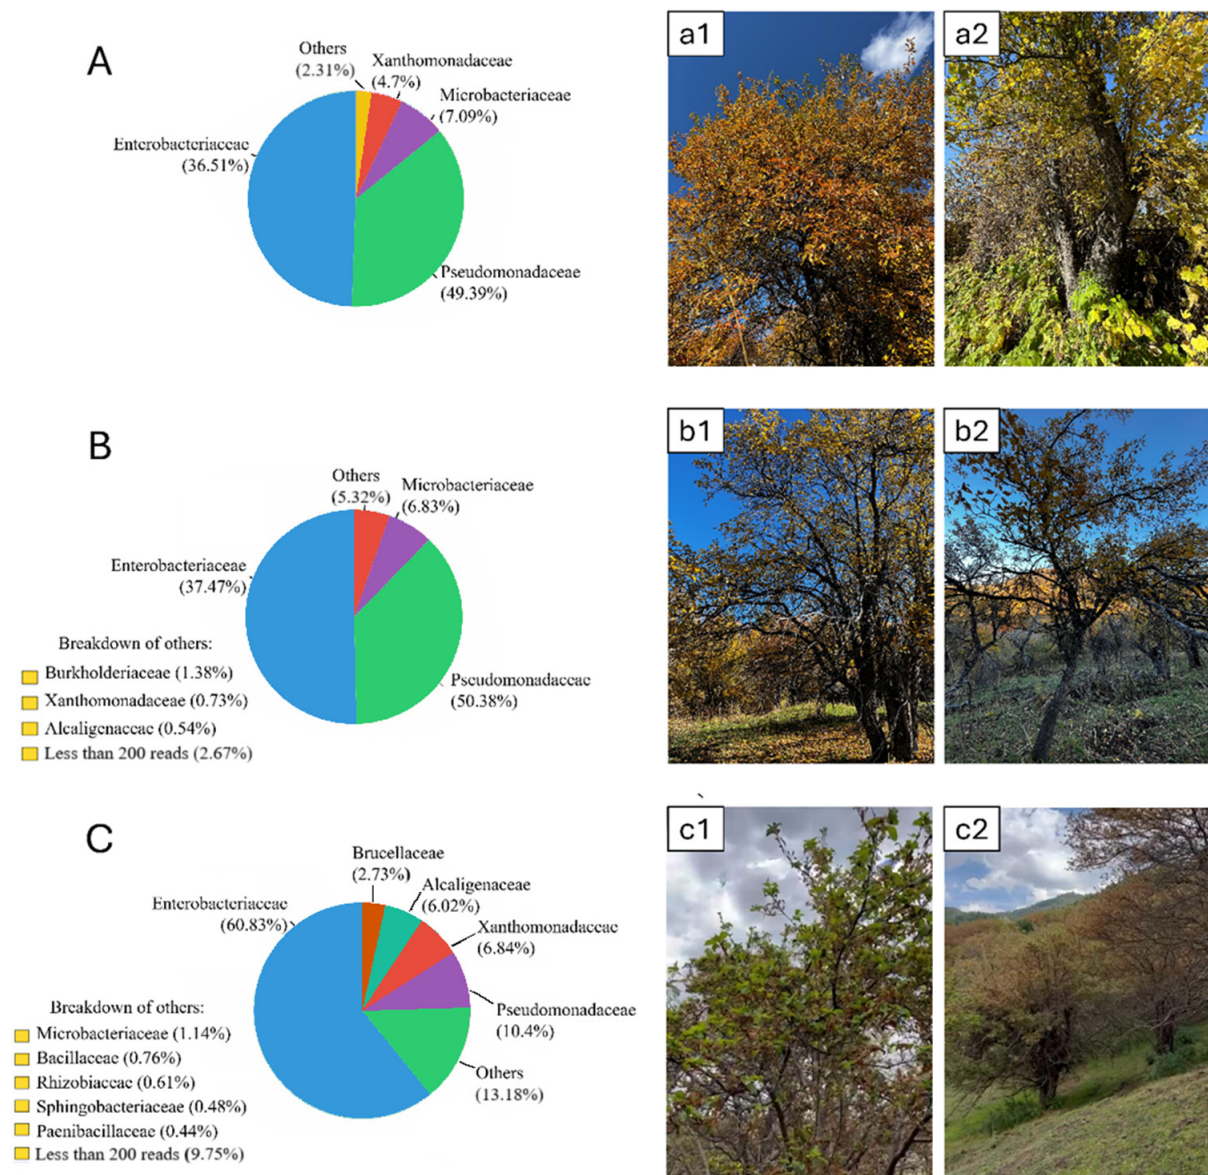 A
Others
(2.31%)
Xanthomonadaceae
(4.7%)
Microbacteriaceae
(7.09%)
Enterobacteriaceae
(36.51%)
Pseudomonadaceae
(49.39%)
a1
a2
B
Others
(5.32%)
Microbacteriaceae
(6.83%)
Enterobacteriaceae
(37.47%)
Pseudomonadaceae
(50.38%)
Breakdown of others:
Burkholderiaceae (1.38%)
Xanthomonadaceae (0.73%)
Alcaligenaceae (0.54%)
Less than 200 reads (2.67%)
b1
b2
C
Brucellaceae
(2.73%)
Alcaligenaceae
(6.02%)
Xanthomonadaceae
(6.84%)
Enterobacteriaceae
(60.83%)
Pseudomonadaceae
(10.4%)
Others
(13.18%)
Breakdown of others:
Microbacteriaceae (1.14%)
Bacillaceae (0.76%)
Rhizobiaceae (0.61%)
Sphingobacteriaceae (0.48%)
Paenibacillaceae (0.44%)
Less than 200 reads (9.75%)
c1
c2